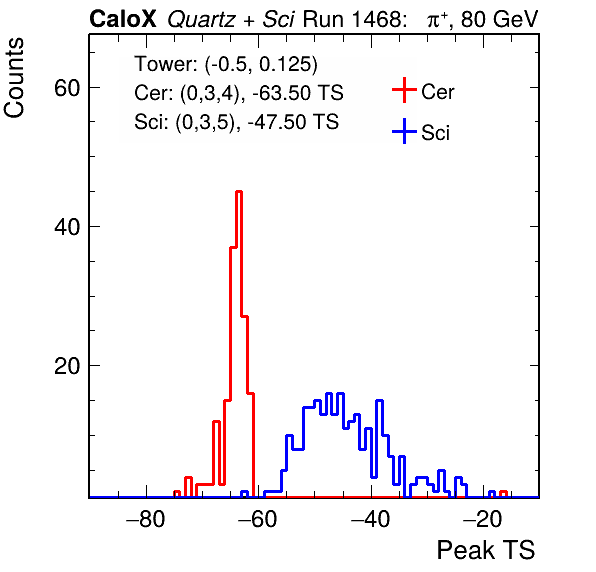 CaloX Quartz + Sci Run 1468: π+, 80 GeV
Counts
Tower: (-0.5, 0.125)
Cer: (0,3,4), -63.50 TS
Sci: (0,3,5), -47.50 TS
Cer
Sci
60
40
20
−80 −60 −40 −20
Peak TS